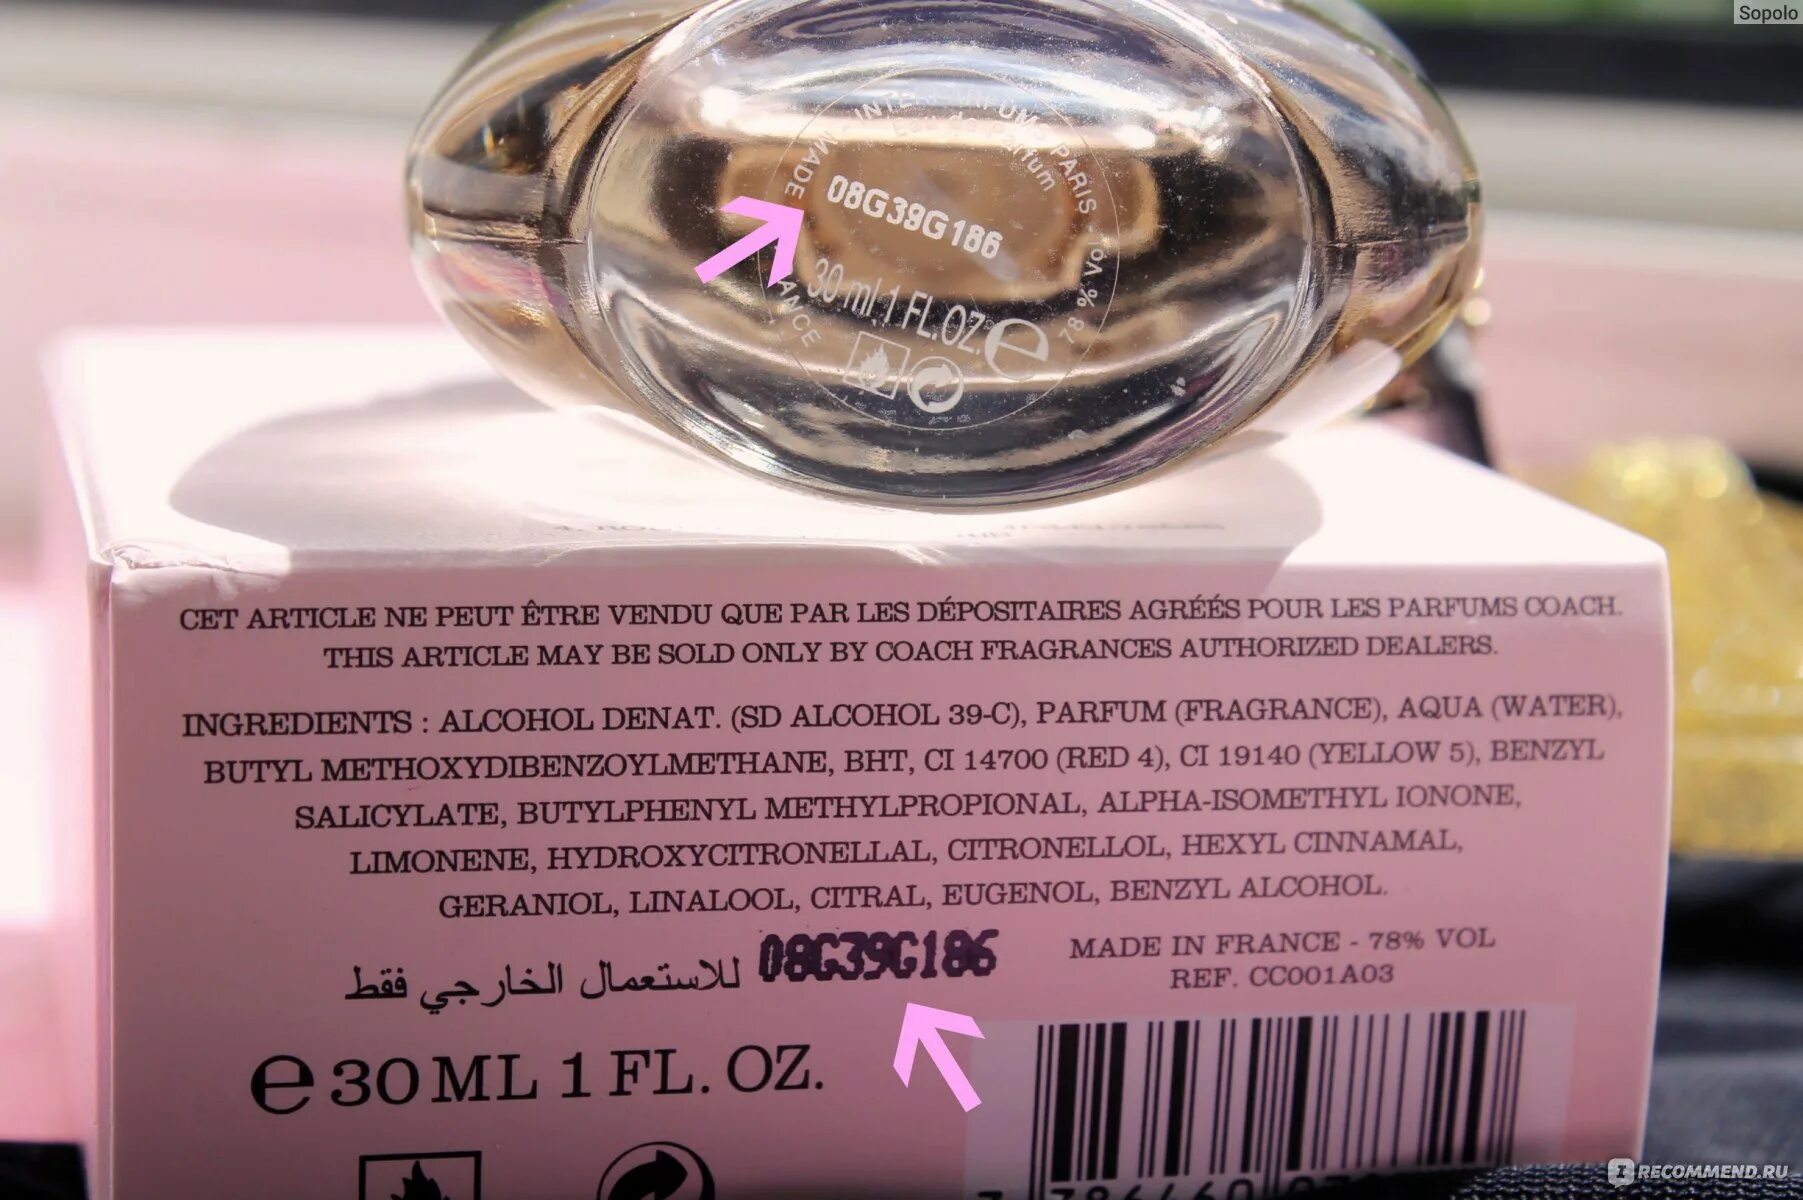 Sopolo
MADE
PARFUMS PARIS
Eau de Parfum
08G39G186
78 % Vol
30 ml 1 FL.OZ. e
CET ARTICLE NE PEUT ÊTRE VENDU QUE PAR LES DÉPOSITAIRES AGRÉÉS POUR LES PARFUMS COACH.
THIS ARTICLE MAY BE SOLD ONLY BY COACH FRAGRANCES AUTHORIZED DEALERS.
INGREDIENTS : ALCOHOL DENAT. (SD ALCOHOL 39-C), PARFUM (FRAGRANCE), AQUA (WATER),
BUTYL METHOXYDIBENZOYLMETHANE, BHT, CI 14700 (RED 4), CI 19140 (YELLOW 5), BENZYL
SALICYLATE, BUTYLPHENYL METHYLPROPIONAL, ALPHA-ISOMETHYL IONONE,
LIMONENE, HYDROXYCITRONELLAL, CITRONELLOL, HEXYL CINNAMAL,
GERANIOL, LINALOOL, CITRAL, EUGENOL, BENZYL ALCOHOL.
للاستعمال الخارجي فقط
08G39G186
MADE IN FRANCE - 78% VOL
REF. CC001A03
e 30 ML 1 FL. OZ.
IRECOMMEND.RU